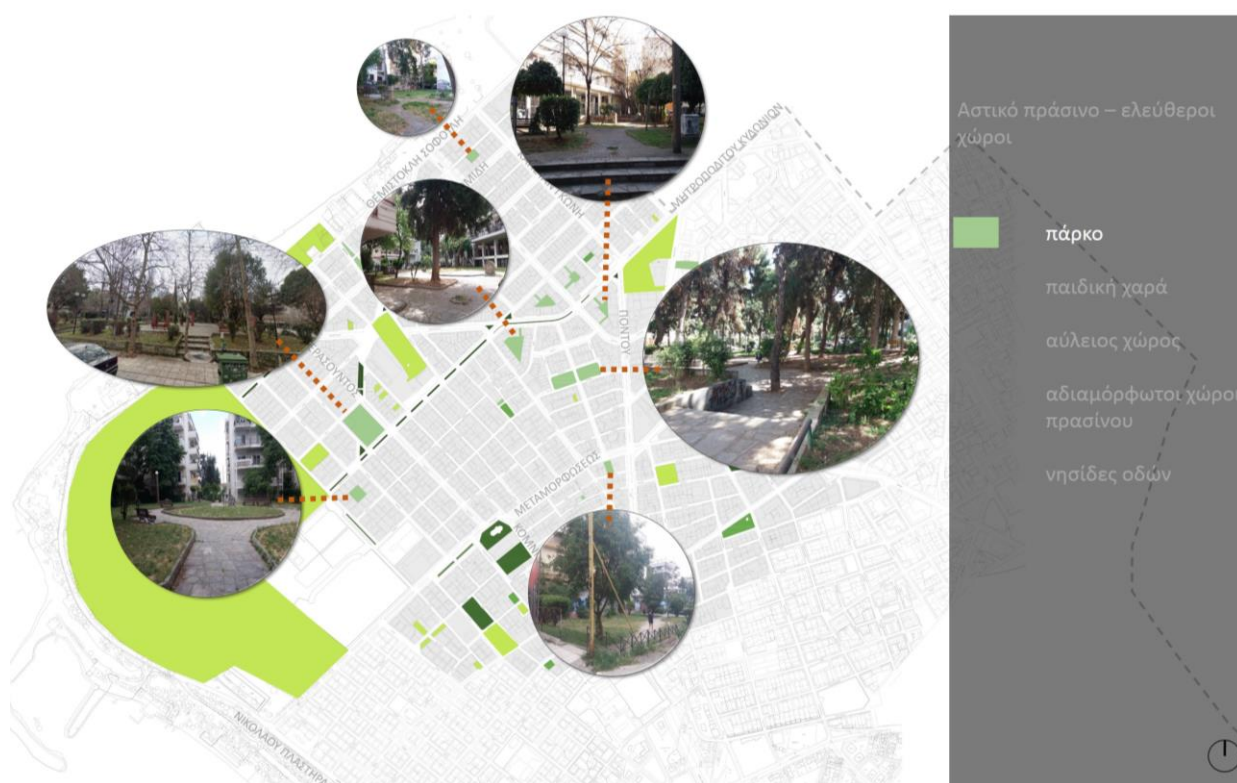 Αστικό πράσινο – ελεύθεροι
χώροι
πάρκο
παιδική χαρά
αύλειος χώρος
αδιαμόρφωτοι χώροι
πρασίνου
νησίδες οδών
ΘΕΜΙΣΤΟΚΛΗ ΣΟΦΟΥΛΗ
ΜΗΤΡΟΠΟΛΙΤΟΥ ΚΥΔΩΝΙΩΝ
ΠΟΝΤΟΥ
ΜΕΤΑΜΟΡΦΩΣΕΩΣ
ΝΙΚΟΛΑΟΥ ΠΛΑΣΤΗΡΑ